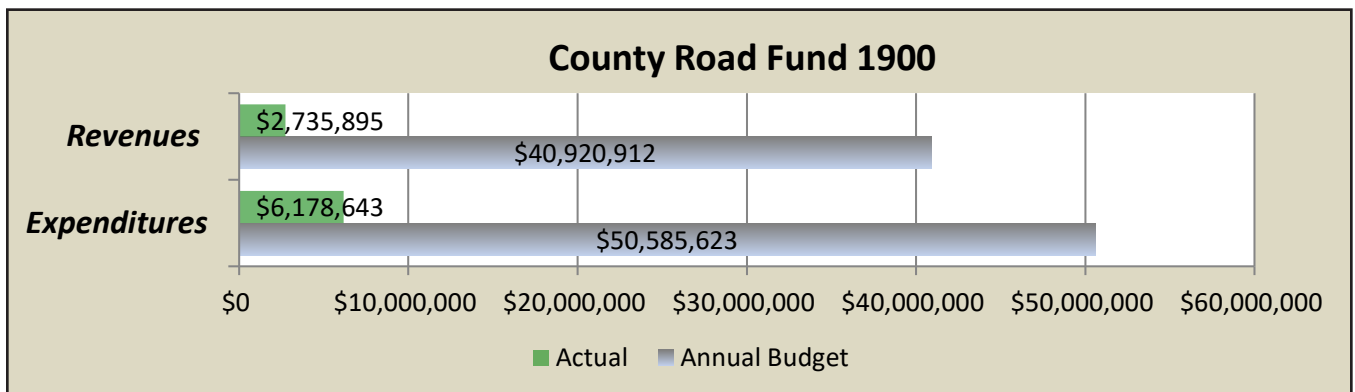 County Road Fund 1900
Revenues
$2,735,895
$40,920,912
Expenditures
$6,178,643
$50,585,623
$0 $10,000,000 $20,000,000 $30,000,000 $40,000,000 $50,000,000 $60,000,000
Actual Annual Budget